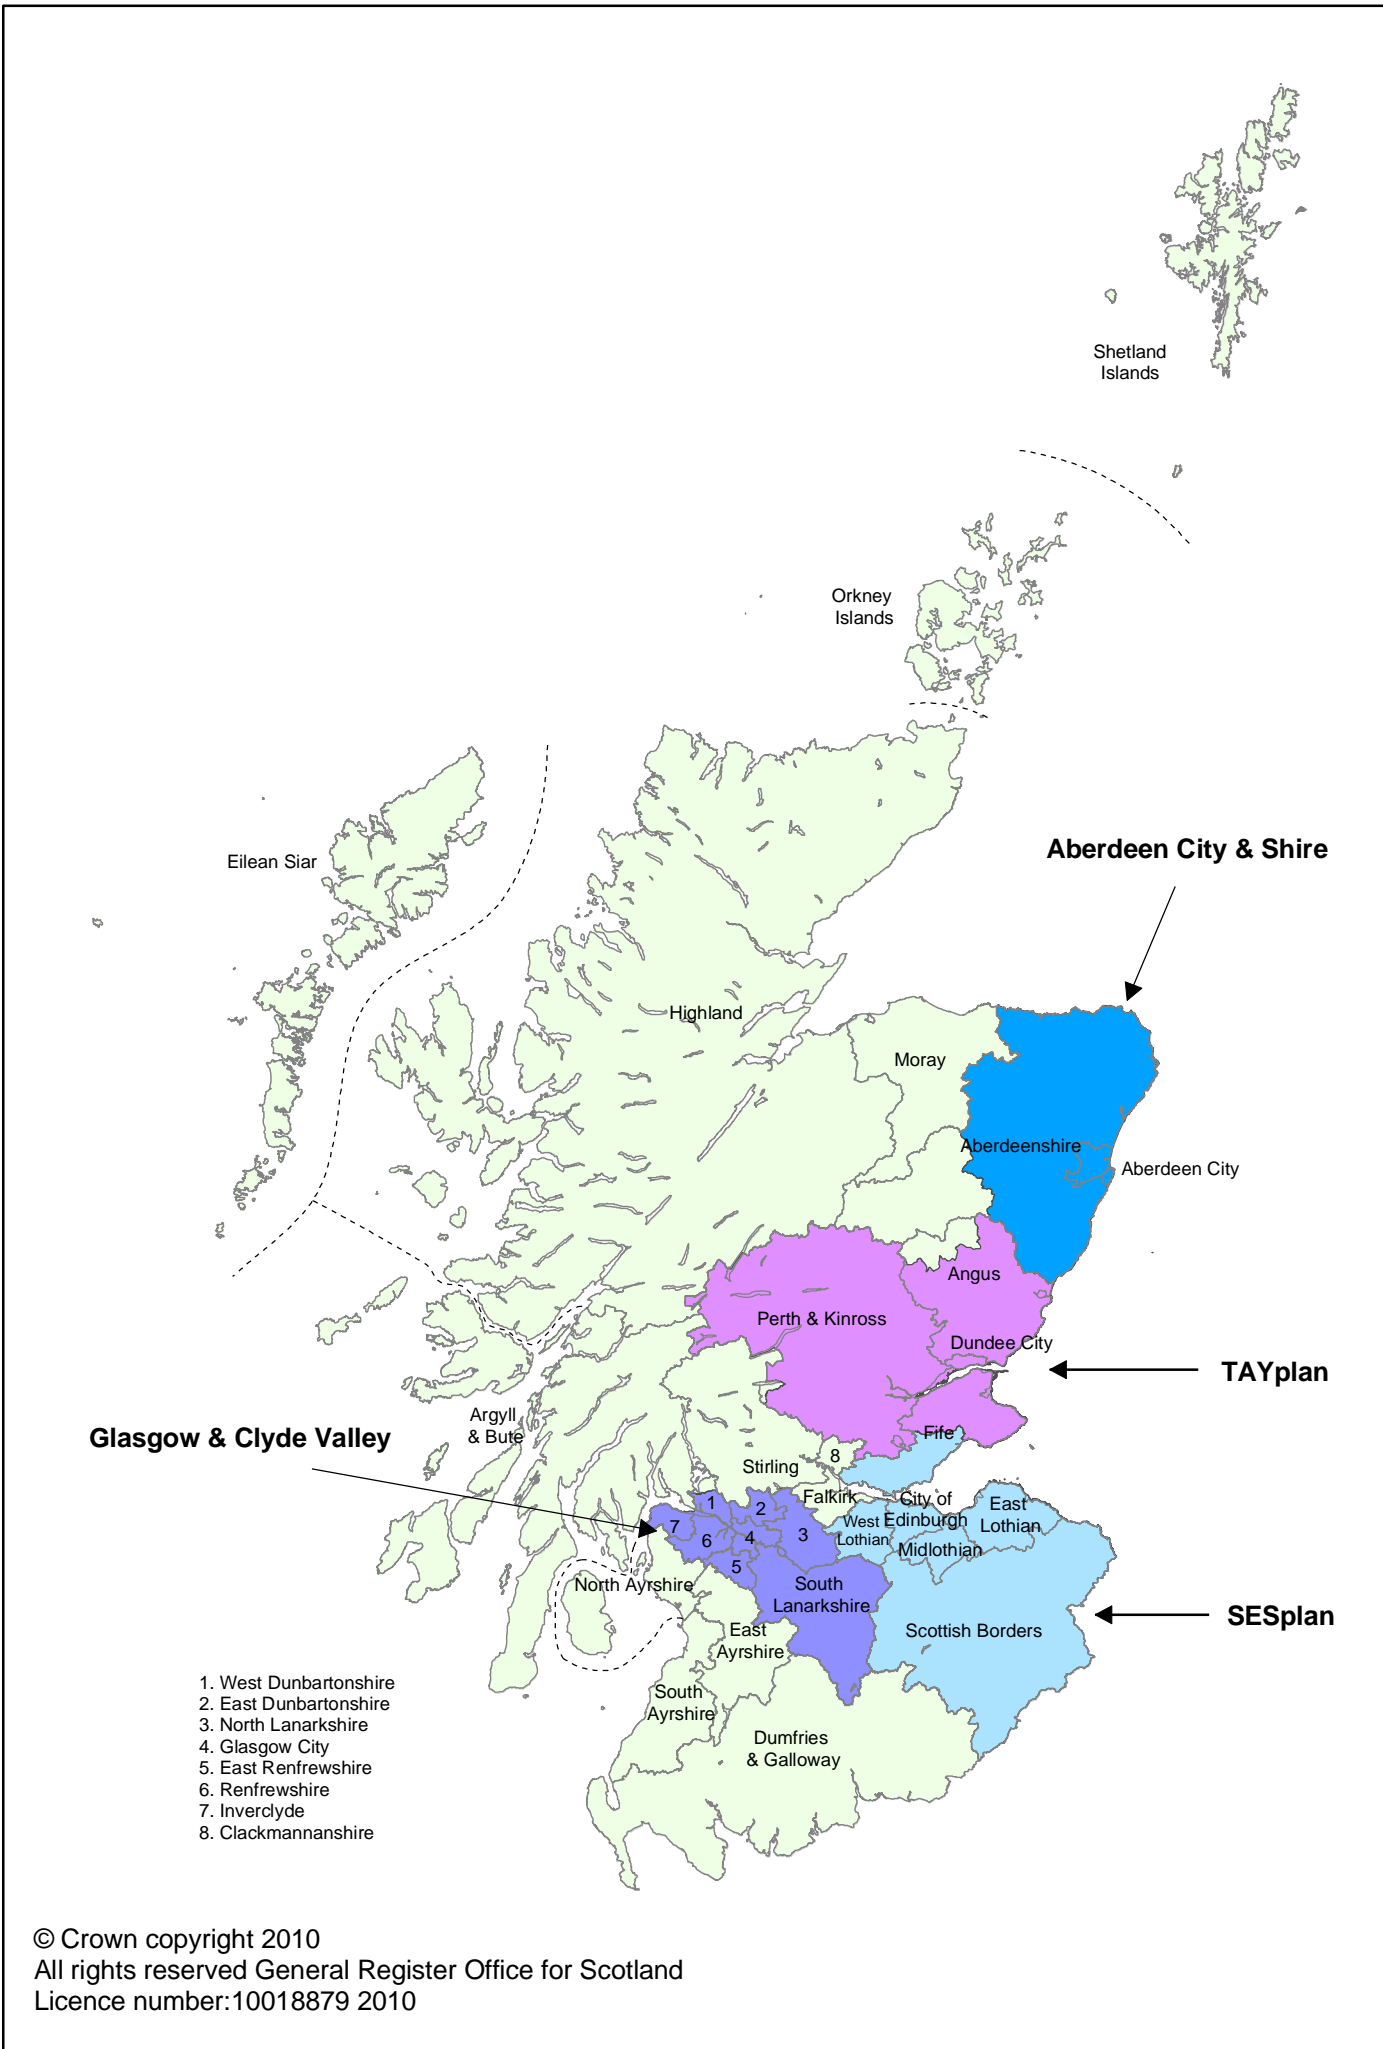 Shetland
Islands
Orkney
Islands
Eilean Siar
Aberdeen City & Shire
Highland
Moray
Aberdeenshire
Aberdeen City
Angus
Perth & Kinross
Dundee City
TAYplan
Argyll
& Bute
Glasgow & Clyde Valley
Fife
8
Stirling
Falkirk
City of
Edinburgh
East
Lothian
West
Lothian
Midlothian
1
2
3
4
5
6
7
North Ayrshire
South
Lanarkshire
SESplan
Scottish Borders
East
Ayrshire
South
Ayrshire
Dumfries
& Galloway
1. West Dunbartonshire
2. East Dunbartonshire
3. North Lanarkshire
4. Glasgow City
5. East Renfrewshire
6. Renfrewshire
7. Inverclyde
8. Clackmannanshire
© Crown copyright 2010
All rights reserved General Register Office for Scotland
Licence number:10018879 2010